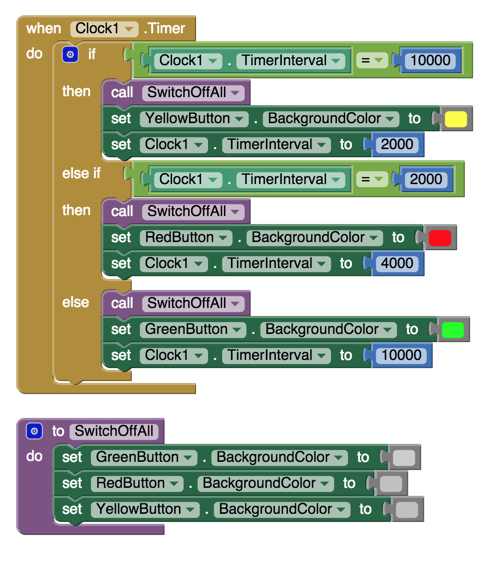 when Clock1 .Timer
do if Clock1 . TimerInterval = 10000
then call SwitchOffAll
set YellowButton . BackgroundColor to
set Clock1 . TimerInterval to 2000
else if Clock1 . TimerInterval = 2000
then call SwitchOffAll
set RedButton . BackgroundColor to
set Clock1 . TimerInterval to 4000
else call SwitchOffAll
set GreenButton . BackgroundColor to
set Clock1 . TimerInterval to 10000
to SwitchOffAll
do set GreenButton . BackgroundColor to
set RedButton . BackgroundColor to
set YellowButton . BackgroundColor to